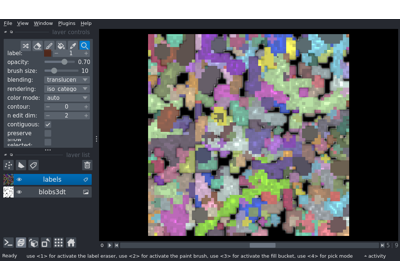 File View Window Plugins Help
layer controls
label: 1
opacity: 0.70
brush size: 10
blending: translucen
rendering: iso_catego
color mode: auto
contour: 0
n edit dim: 2
contiguous:
preserve
show
selected:
layer list
labels
blobs3dt
Ready use <1> for activate the label eraser, use <2> for activate the paint brush, use <3> for activate the fill bucket, use <4> for pick mode activity